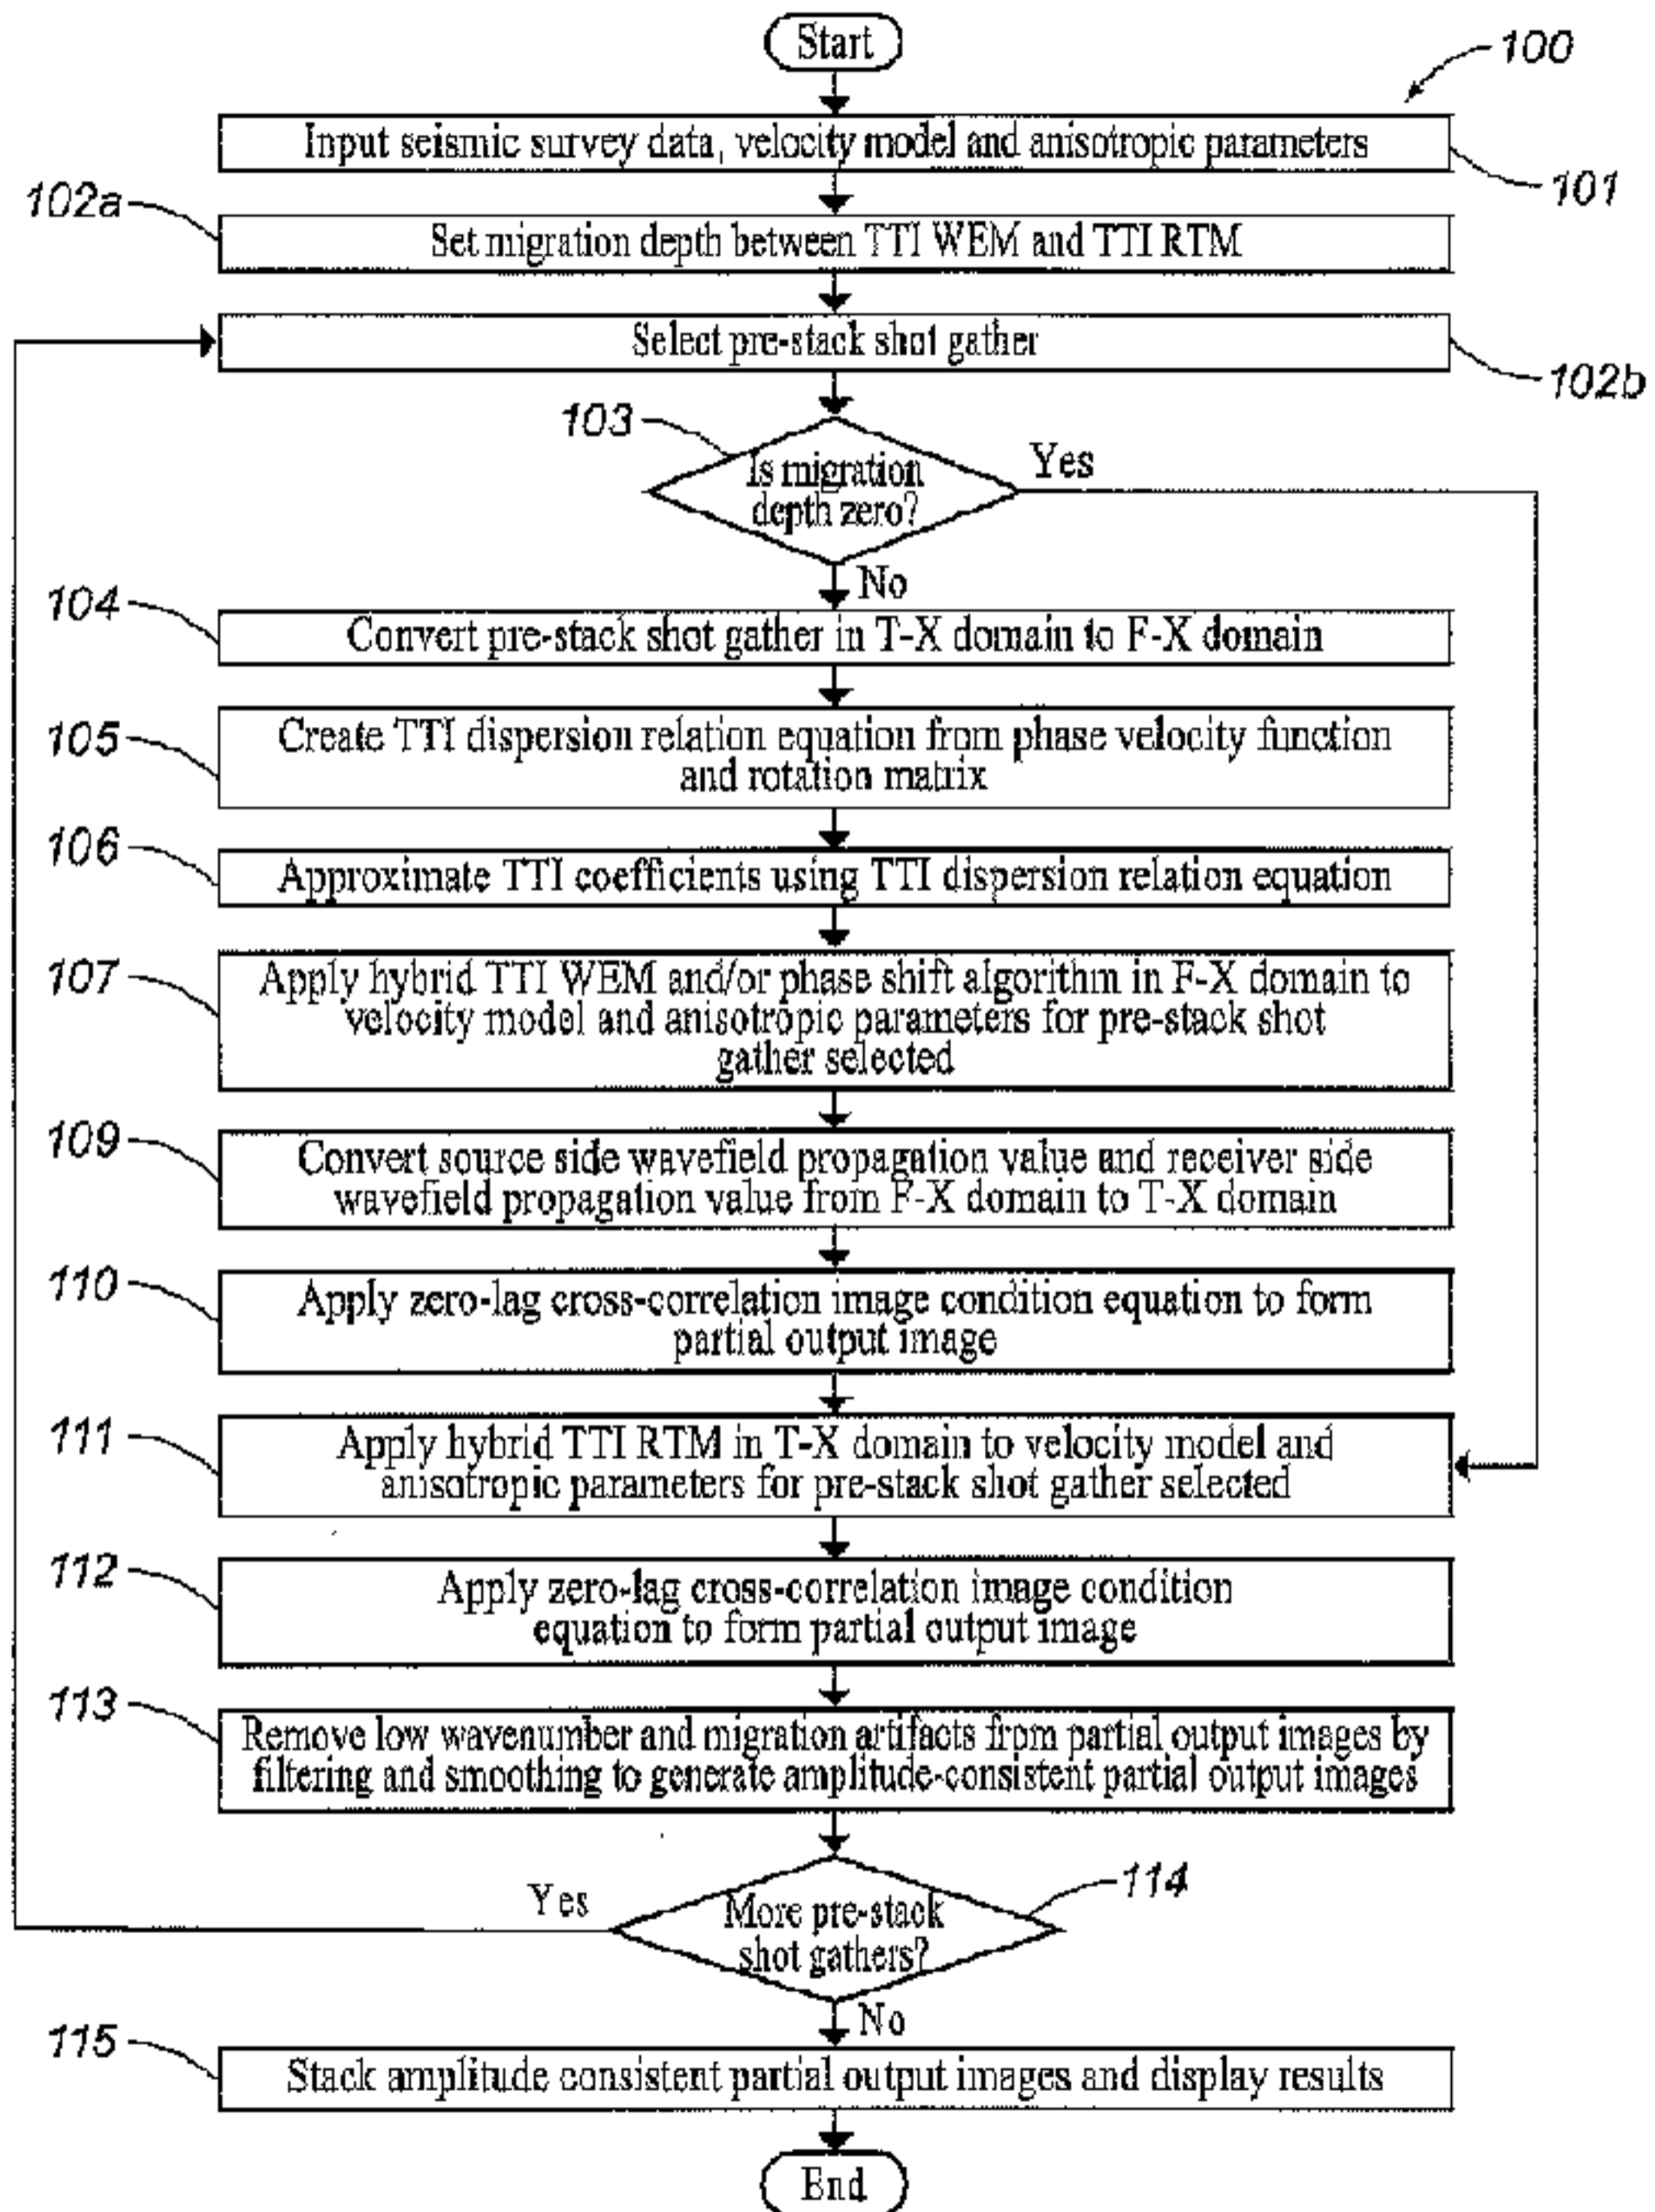 Start
100
Input seismic survey data, velocity model and anisotropic parameters
101
102a
Set migration depth between TTI WEM and TTI RTM
Select pre-stack shot gather
102b
103
Is migration
depth zero?
Yes
No
104
Convert pre-stack shot gather in T-X domain to F-X domain
105
Create TTI dispersion relation equation from phase velocity function
and rotation matrix
106
Approximate TTI coefficients using TTI dispersion relation equation
107
Apply hybrid TTI WEM and/or phase shift algorithm in F-X domain to
velocity model and anisotropic parameters for pre-stack shot
gather selected
109
Convert source side wavefield propagation value and receiver side
wavefield propagation value from F-X domain to T-X domain
110
Apply zero-lag cross-correlation image condition equation to form
partial output image
111
Apply hybrid TTI RTM in T-X domain to velocity model and
anisotropic parameters for pre-stack shot gather selected
112
Apply zero-lag cross-correlation image condition
equation to form partial output image
113
Remove low wavenumber and migration artifacts from partial output images by
filtering and smoothing to generate amplitude-consistent partial output images
114
Yes
More pre-stack
shot gathers?
No
115
Stack amplitude consistent partial output images and display results
End